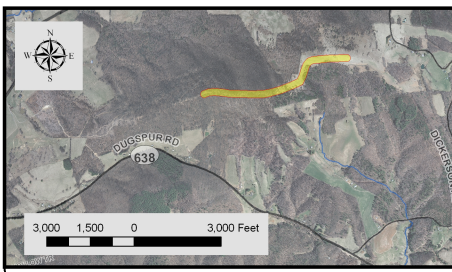 N
W E
S
DUGSPUR RD
638
DICKERSON
3,000 1,500 0 3,000 Feet